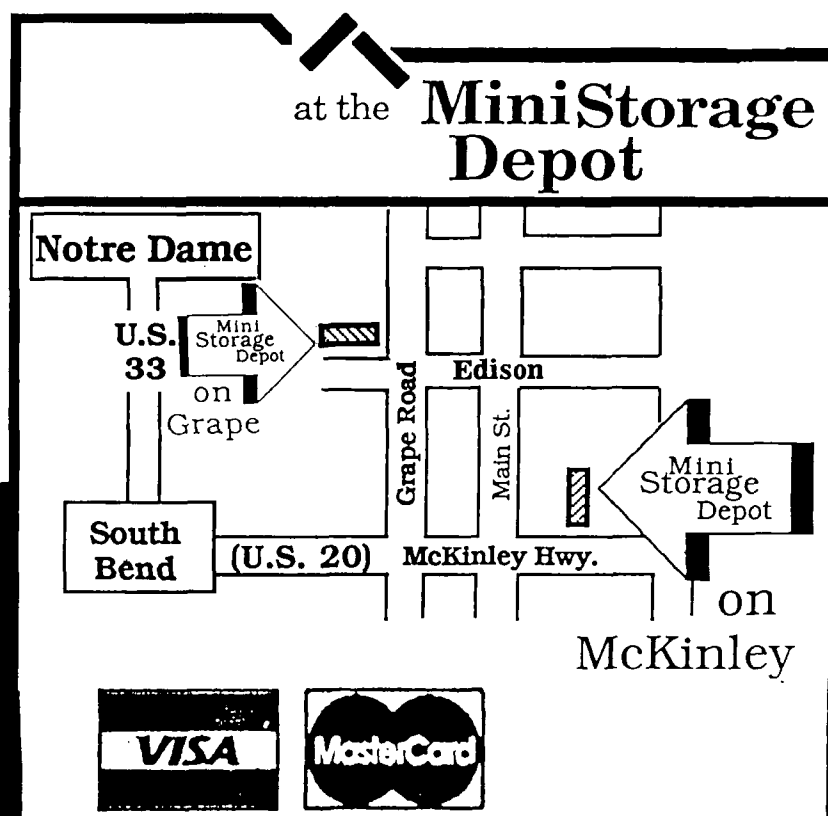 at the MiniStorage
Depot
Notre Dame
U.S.
33
Mini
Storage
Depot
on
Grape
Edison
Grape Road
Main St.
Mini
Storage
Depot
South
Bend
(U.S. 20) McKinley Hwy.
on
McKinley
VISA
MasterCard